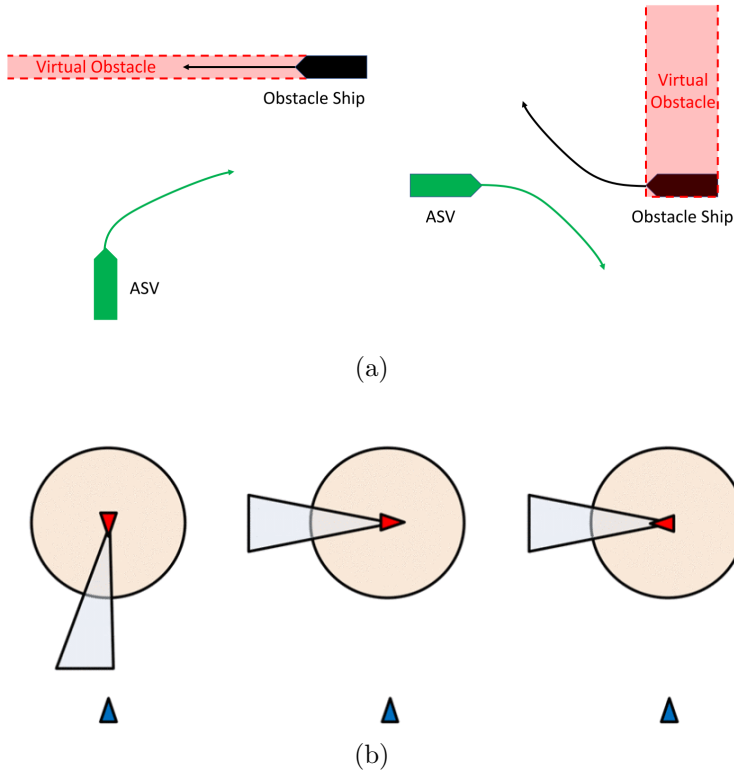 Virtual Obstacle
Obstacle Ship
ASV
Virtual
Obstacle
ASV
Obstacle Ship
(a)
(b)